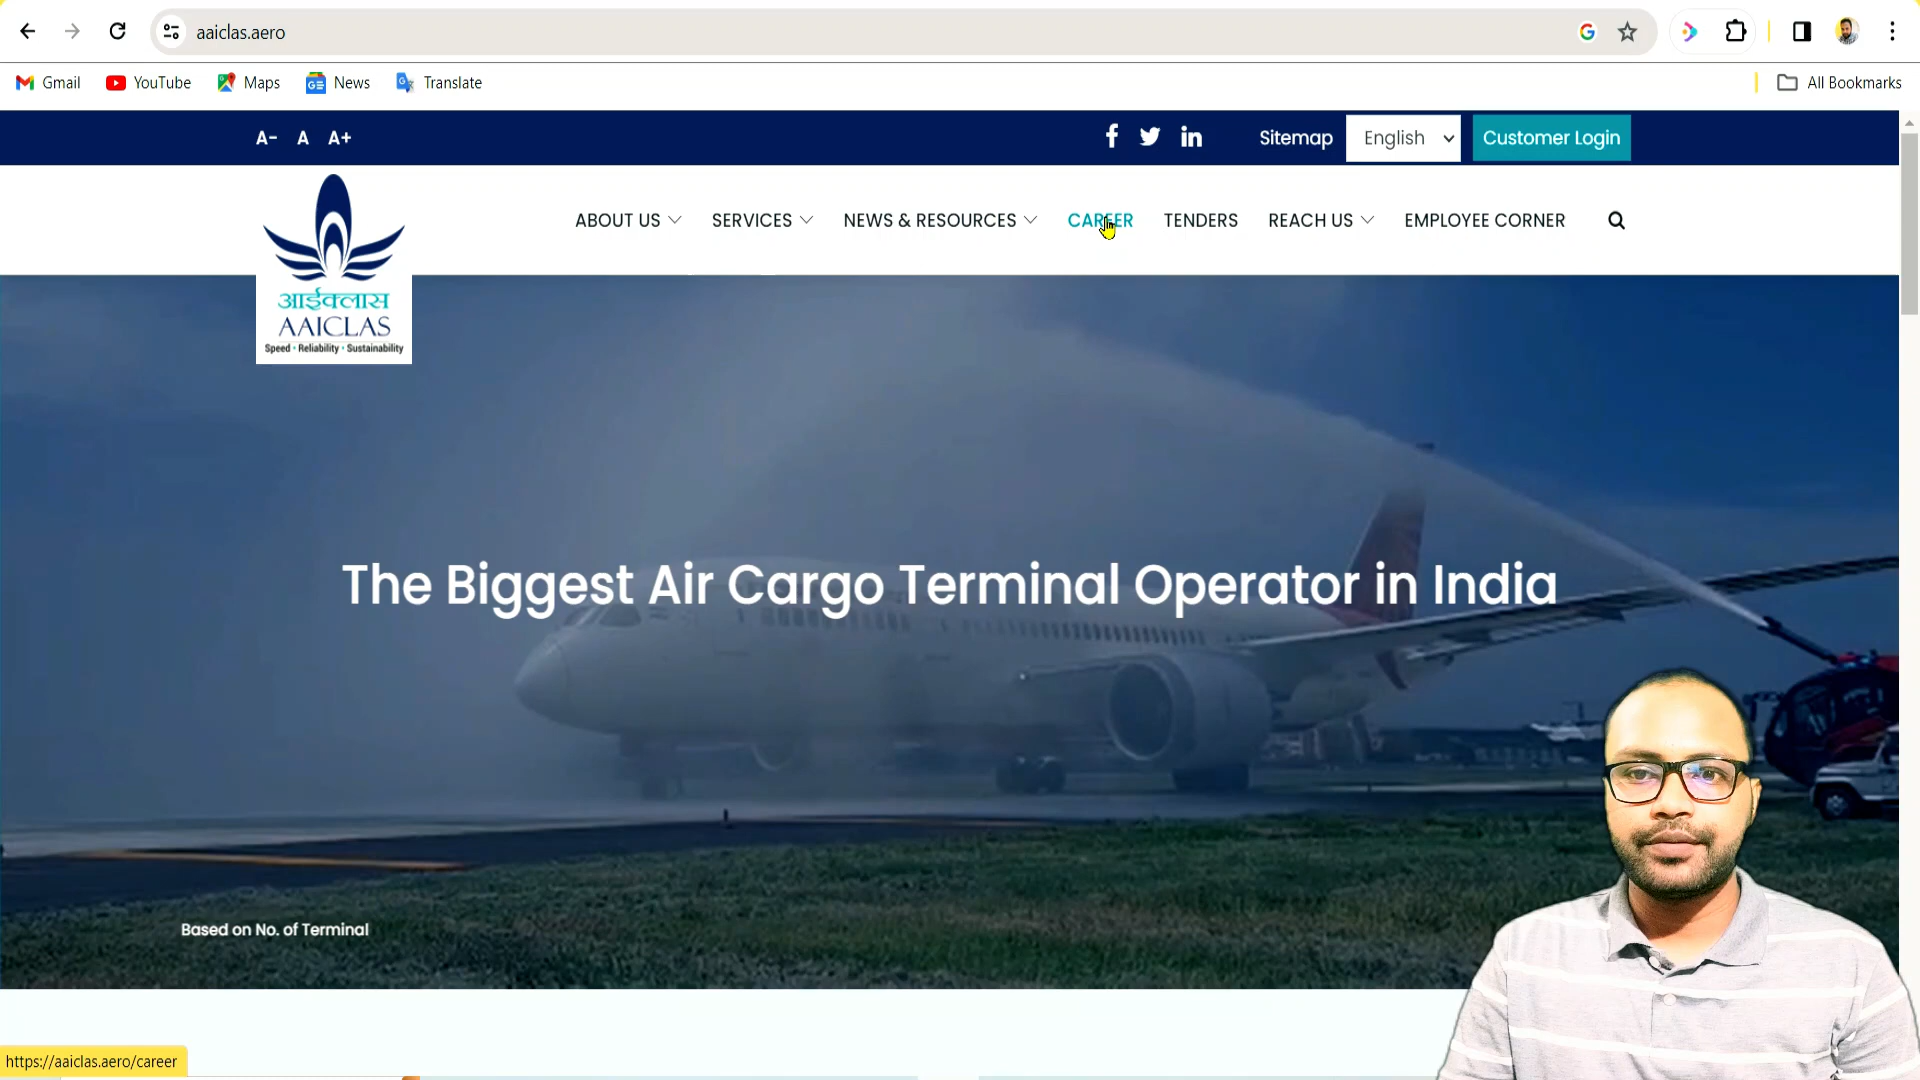 aaiclas.aero
Gmail YouTube Maps News Translate All Bookmarks
A- A A+ Sitemap English Customer Login
ABOUT US SERVICES NEWS & RESOURCES CAREER TENDERS REACH US EMPLOYEE CORNER
आईक्लास
AAICLAS
Speed · Reliability · Sustainability
The Biggest Air Cargo Terminal Operator in India
Based on No. of Terminal
https://aaiclas.aero/career